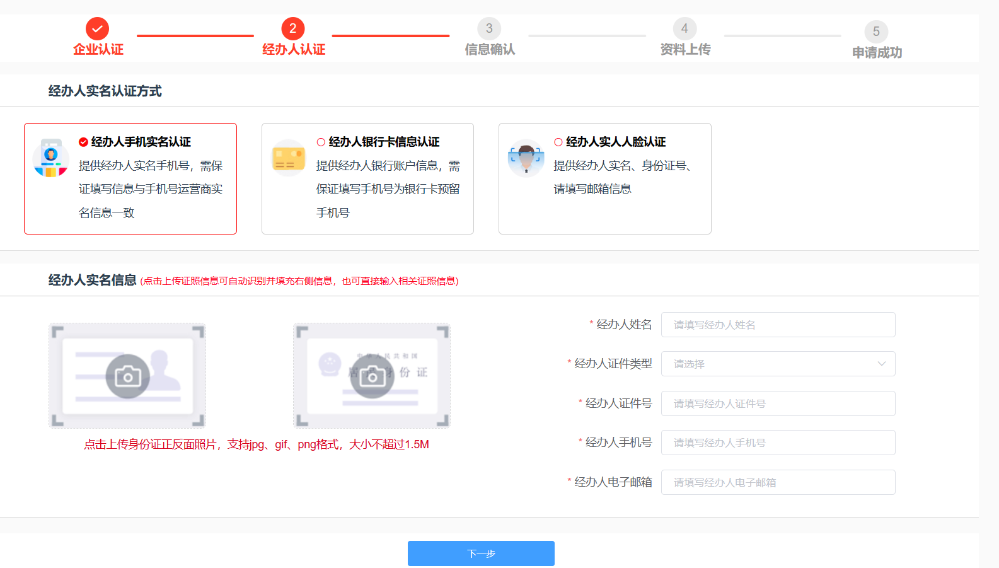 2
3
4
5
企业认证
经办人认证
信息确认
资料上传
申请成功
经办人实名认证方式
经办人手机实名认证
提供经办人实名手机号，需保
证填写信息与手机号运营商实
名信息一致
经办人银行卡信息认证
提供经办人银行账户信息，需
保证填写手机号为银行卡预留
手机号
经办人实人人脸认证
提供经办人实名、身份证号、
请填写邮箱信息
经办人实名信息 (点击上传证照信息可自动识别并填充右侧信息，也可直接输入相关证照信息)
中华人民共和国
居民身份证
点击上传身份证正反面照片，支持jpg、gif、png格式，大小不超过1.5M
* 经办人姓名 请填写经办人姓名
* 经办人证件类型 请选择
* 经办人证件号 请填写经办人证件号
* 经办人手机号 请填写经办人手机号
* 经办人电子邮箱 请填写经办人电子邮箱
下一步